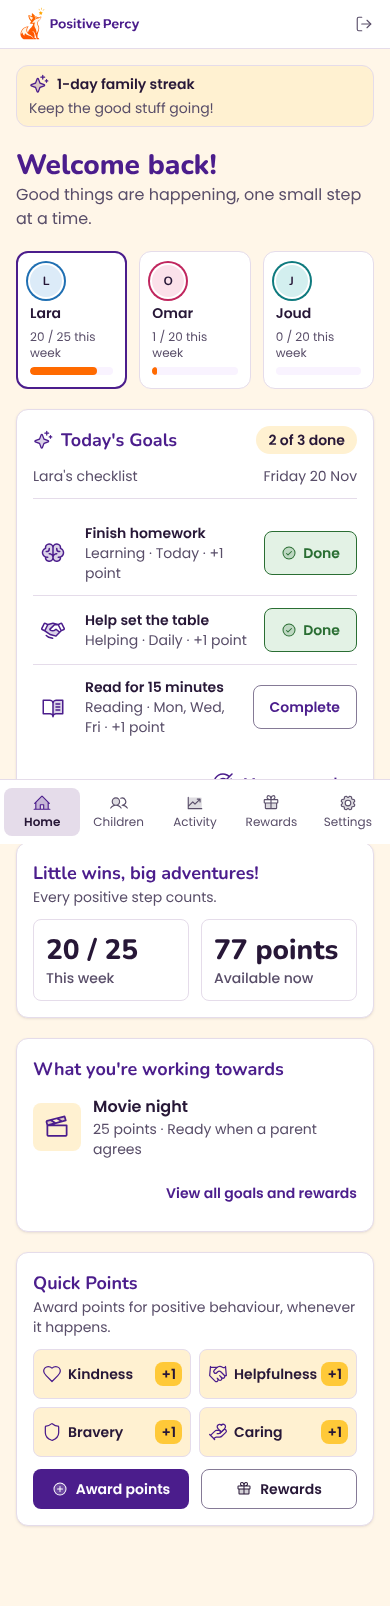 Positive Percy
1-day family streak
Keep the good stuff going!
Welcome back!
Good things are happening, one small step
at a time.
L
Lara
20 / 25 this
week
O
Omar
1 / 20 this
week
J
Joud
0 / 20 this
week
Today's Goals
2 of 3 done
Lara's checklist
Friday 20 Nov
Finish homework
Learning · Today · +1
point
Done
Help set the table
Helping · Daily · +1 point
Done
Read for 15 minutes
Reading · Mon, Wed,
Fri · +1 point
Complete
Home
Children
Activity
Rewards
Settings
Little wins, big adventures!
Every positive step counts.
20 / 25
This week
77 points
Available now
What you're working towards
Movie night
25 points · Ready when a parent
agrees
View all goals and rewards
Quick Points
Award points for positive behaviour, whenever
it happens.
Kindness +1
Helpfulness +1
Bravery +1
Caring +1
Award points
Rewards